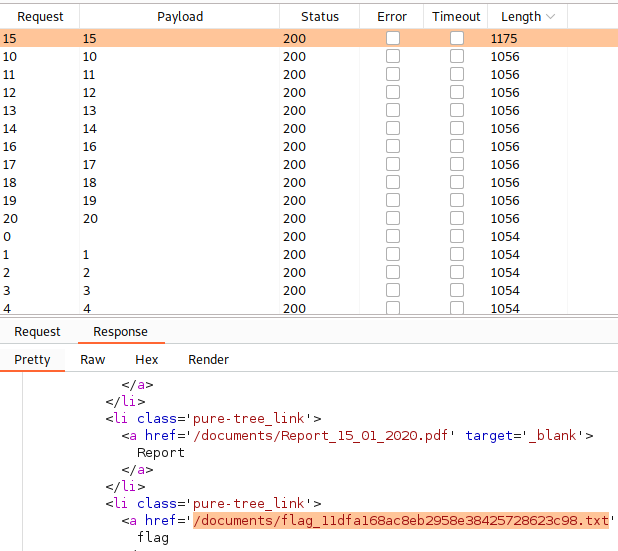 Request Payload Status Error Timeout Length
15 15 200 1175
10 10 200 1056
11 11 200 1056
12 12 200 1056
13 13 200 1056
14 14 200 1056
16 16 200 1056
17 17 200 1056
18 18 200 1056
19 19 200 1056
20 20 200 1056
0 200 1054
1 1 200 1054
2 2 200 1054
3 3 200 1054
4 4 200 1054
Request Response
Pretty Raw Hex Render
</a>
</li>
<li class='pure-tree_link'>
<a href='/documents/Report_15_01_2020.pdf' target='_blank'>
Report
</a>
</li>
<li class='pure-tree_link'>
<a href='/documents/flag_11dfa168ac8eb2958e38425728623c98.txt'
flag